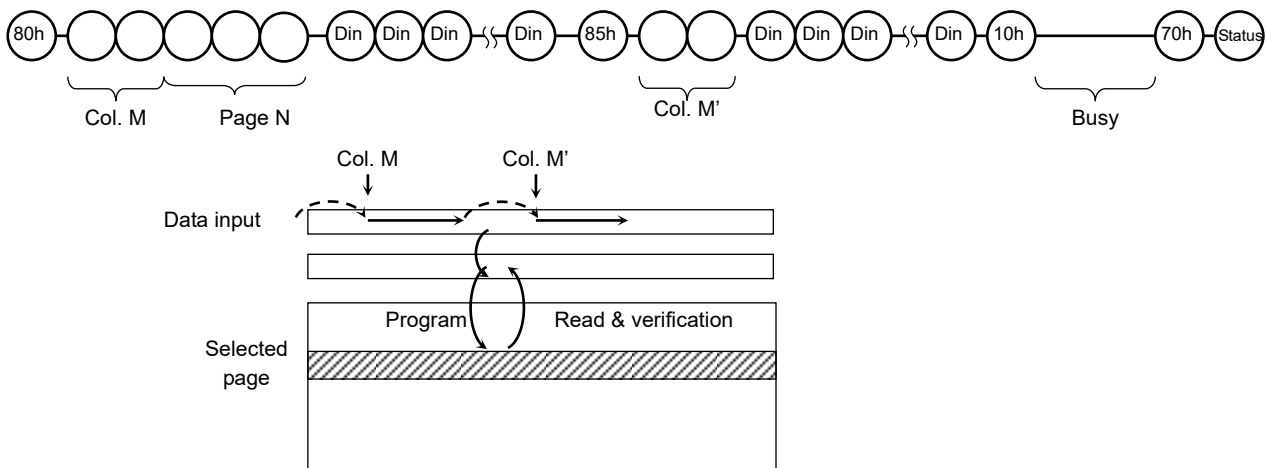 80h Din Din Din Din 85h Din Din Din Din 10h 70h Status
Col. M Page N Col. M’ Busy
Col. M Col. M’
Data input
Program Read & verification
Selected
page